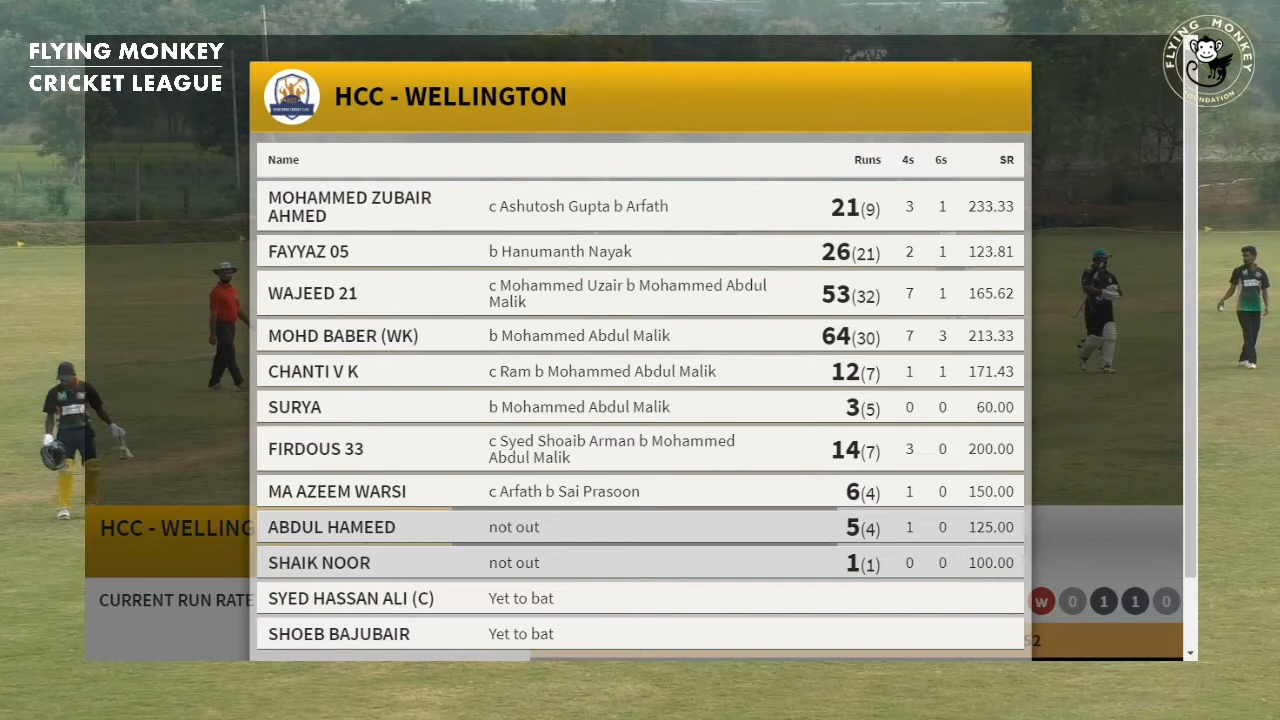 FLYING MONKEY
CRICKET LEAGUE
FLYING MONKEY
FOUNDATION
HCC - WELLINGTON
Name Runs 4s 6s SR
MOHAMMED ZUBAIR
AHMED
c Ashutosh Gupta b Arfath 21(9) 3 1 233.33
FAYYAZ 05 b Hanumanth Nayak 26(21) 2 1 123.81
WAJEED 21 c Mohammed Uzair b Mohammed Abdul
Malik 53(32) 7 1 165.62
MOHD BABER (WK) b Mohammed Abdul Malik 64(30) 7 3 213.33
CHANTI V K c Ram b Mohammed Abdul Malik 12(7) 1 1 171.43
SURYA b Mohammed Abdul Malik 3(5) 0 0 60.00
FIRDOUS 33 c Syed Shoaib Arman b Mohammed
Abdul Malik 14(7) 3 0 200.00
MA AZEEM WARSI c Arfath b Sai Prasoon 6(4) 1 0 150.00
ABDUL HAMEED not out 5(4) 1 0 125.00
SHAIK NOOR not out 1(1) 0 0 100.00
SYED HASSAN ALI (C) Yet to bat
SHOEB BAJUBAIR Yet to bat
HCC - WELLING
CURRENT RUN RATE w 0 1 1 0
52